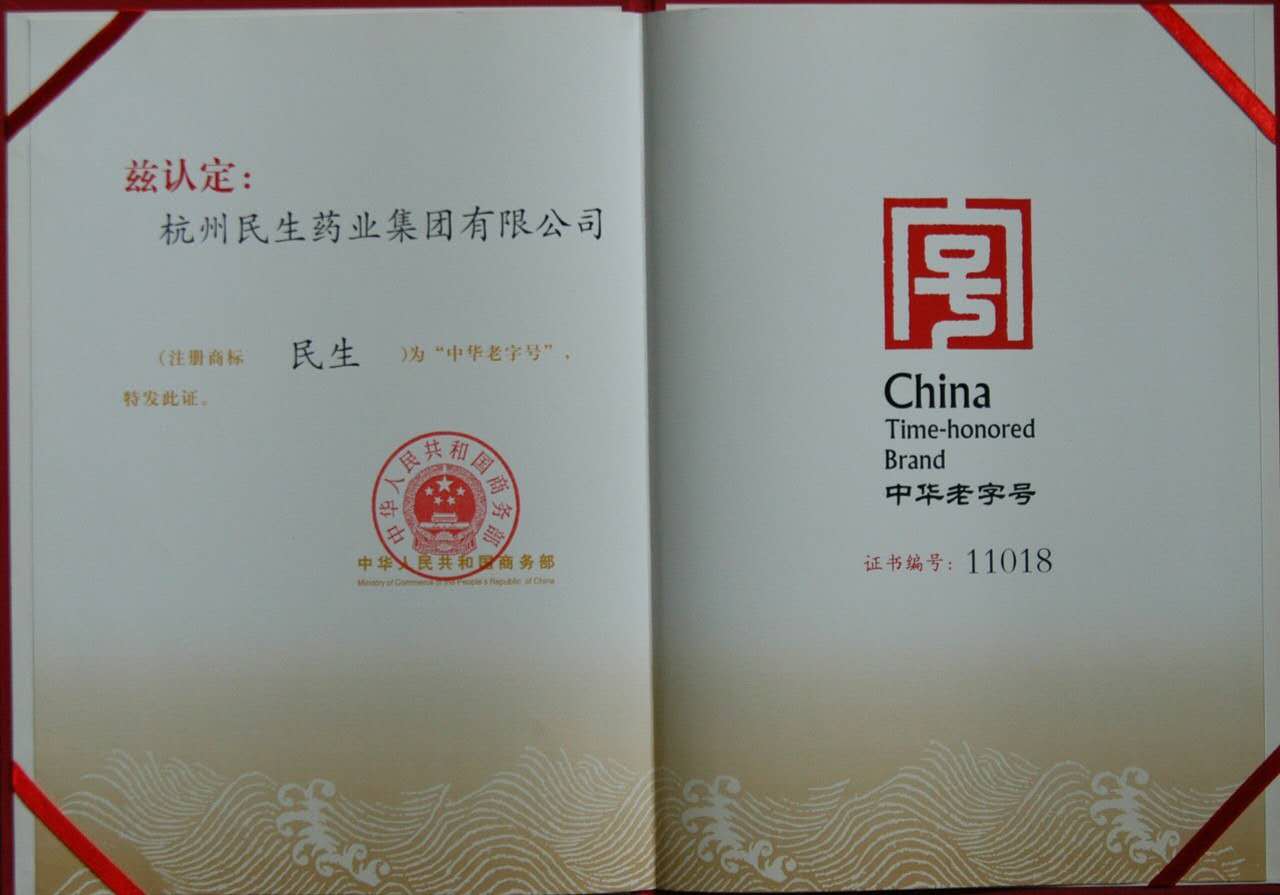 兹认定：
杭州民生药业集团有限公司
（注册商标 民生 ）为“中华老字号”，
特发此证。
中华人民共和国商务部
中华人民共和国商务部
Ministry of Commerce of the People's Republic of China
号
China
Time-honored
Brand
中华老字号
证书编号：11018